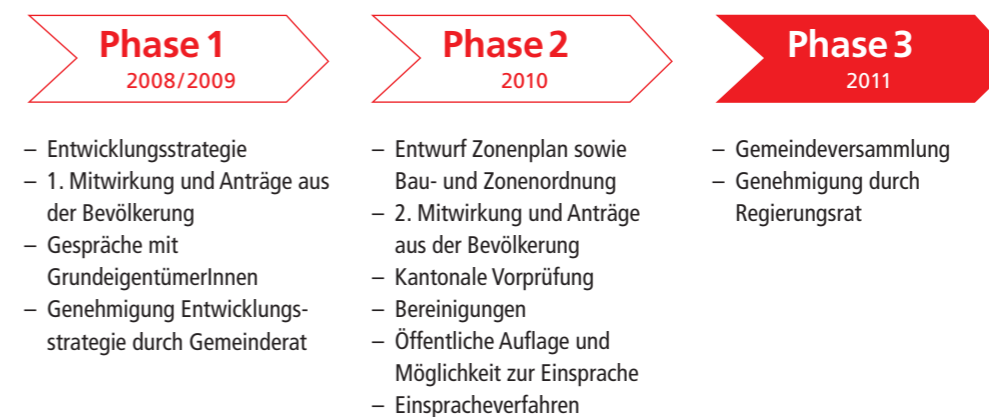 Phase 1
2008/2009
– Entwicklungsstrategie
– 1. Mitwirkung und Anträge aus
der Bevölkerung
– Gespräche mit
GrundeigentümerInnen
– Genehmigung Entwicklungs-
strategie durch Gemeinderat
Phase 2
2010
– Entwurf Zonenplan sowie
Bau- und Zonenordnung
– 2. Mitwirkung und Anträge
aus der Bevölkerung
– Kantonale Vorprüfung
– Bereinigungen
– Öffentliche Auflage und
Möglichkeit zur Einsprache
– Einspracheverfahren
Phase 3
2011
– Gemeindeversammlung
– Genehmigung durch
Regierungsrat